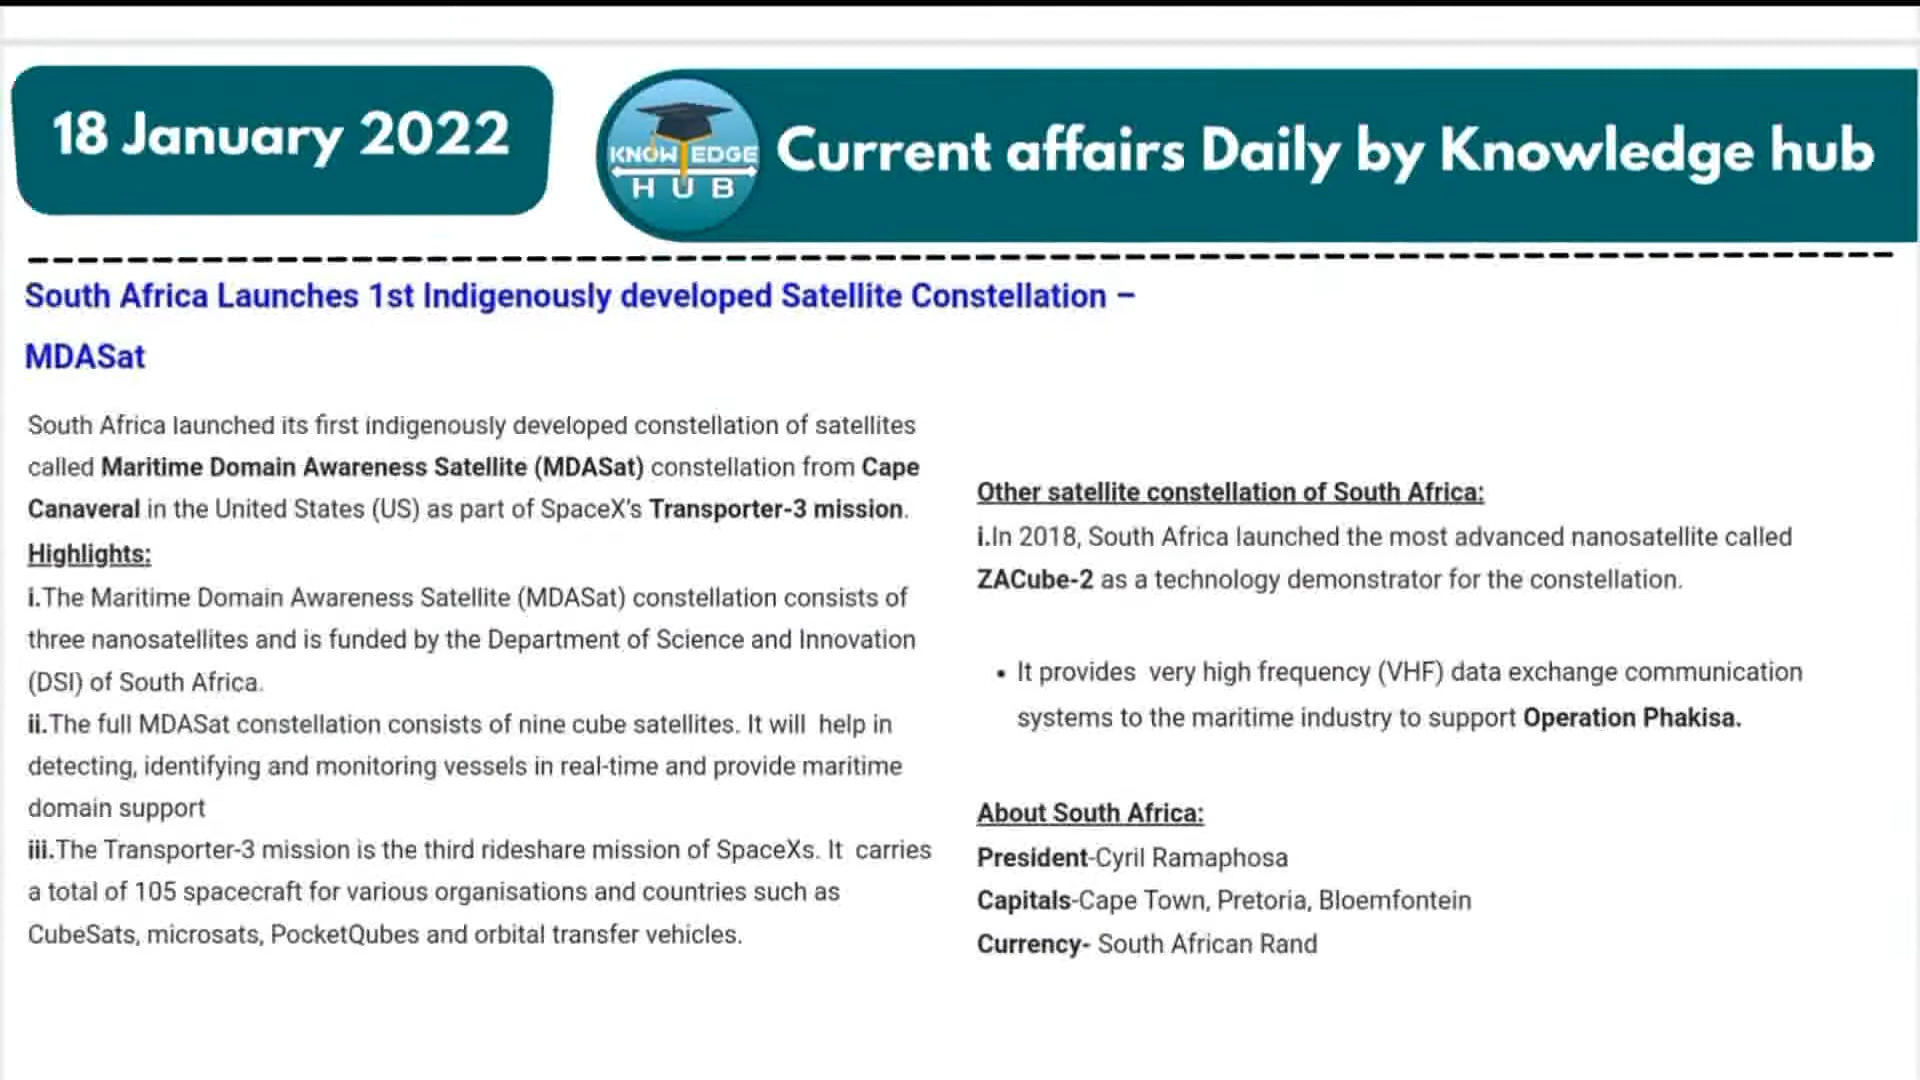 18 January 2022
KNOWLEDGE
HUB
Current affairs Daily by Knowledge hub
South Africa Launches 1st Indigenously developed Satellite Constellation –
MDASat
South Africa launched its first indigenously developed constellation of satellites
called Maritime Domain Awareness Satellite (MDASat) constellation from Cape
Canaveral in the United States (US) as part of SpaceX's Transporter-3 mission.
Highlights:
i.The Maritime Domain Awareness Satellite (MDASat) constellation consists of
three nanosatellites and is funded by the Department of Science and Innovation
(DSI) of South Africa.
ii.The full MDASat constellation consists of nine cube satellites. It will  help in
detecting, identifying and monitoring vessels in real-time and provide maritime
domain support
iii.The Transporter-3 mission is the third rideshare mission of SpaceXs. It  carries
a total of 105 spacecraft for various organisations and countries such as
CubeSats, microsats, PocketQubes and orbital transfer vehicles.
Other satellite constellation of South Africa:
i.In 2018, South Africa launched the most advanced nanosatellite called
ZACube-2 as a technology demonstrator for the constellation.
• It provides  very high frequency (VHF) data exchange communication
systems to the maritime industry to support Operation Phakisa.
About South Africa:
President-Cyril Ramaphosa
Capitals-Cape Town, Pretoria, Bloemfontein
Currency- South African Rand